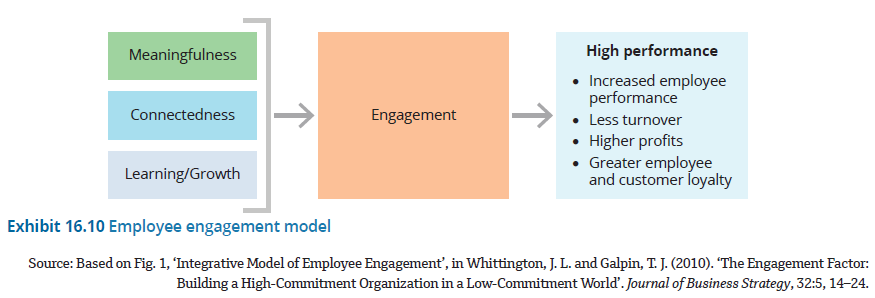 Meaningfulness
Connectedness
Learning/Growth
Engagement
High performance
• Increased employee
performance
• Less turnover
• Higher profits
• Greater employee
and customer loyalty
Exhibit 16.10 Employee engagement model
Source: Based on Fig. 1, ‘Integrative Model of Employee Engagement’, in Whittington, J. L. and Galpin, T. J. (2010). ‘The Engagement Factor:
Building a High-Commitment Organization in a Low-Commitment World’. Journal of Business Strategy, 32:5, 14–24.